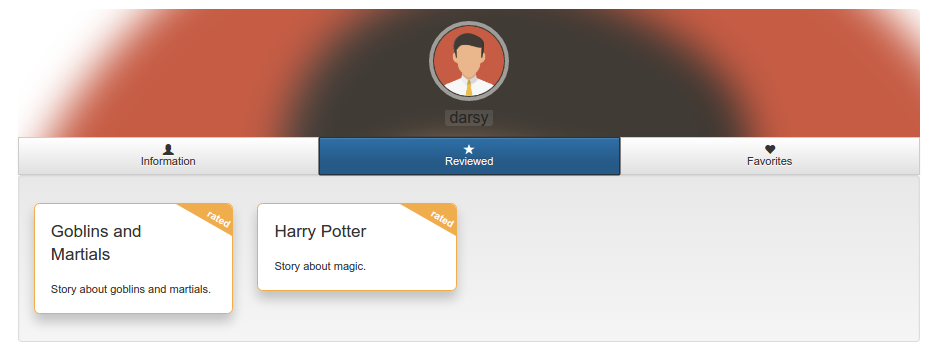 darsy
Information
Reviewed
Favorites
rated
Goblins and
Martials
Story about goblins and martials.
rated
Harry Potter
Story about magic.